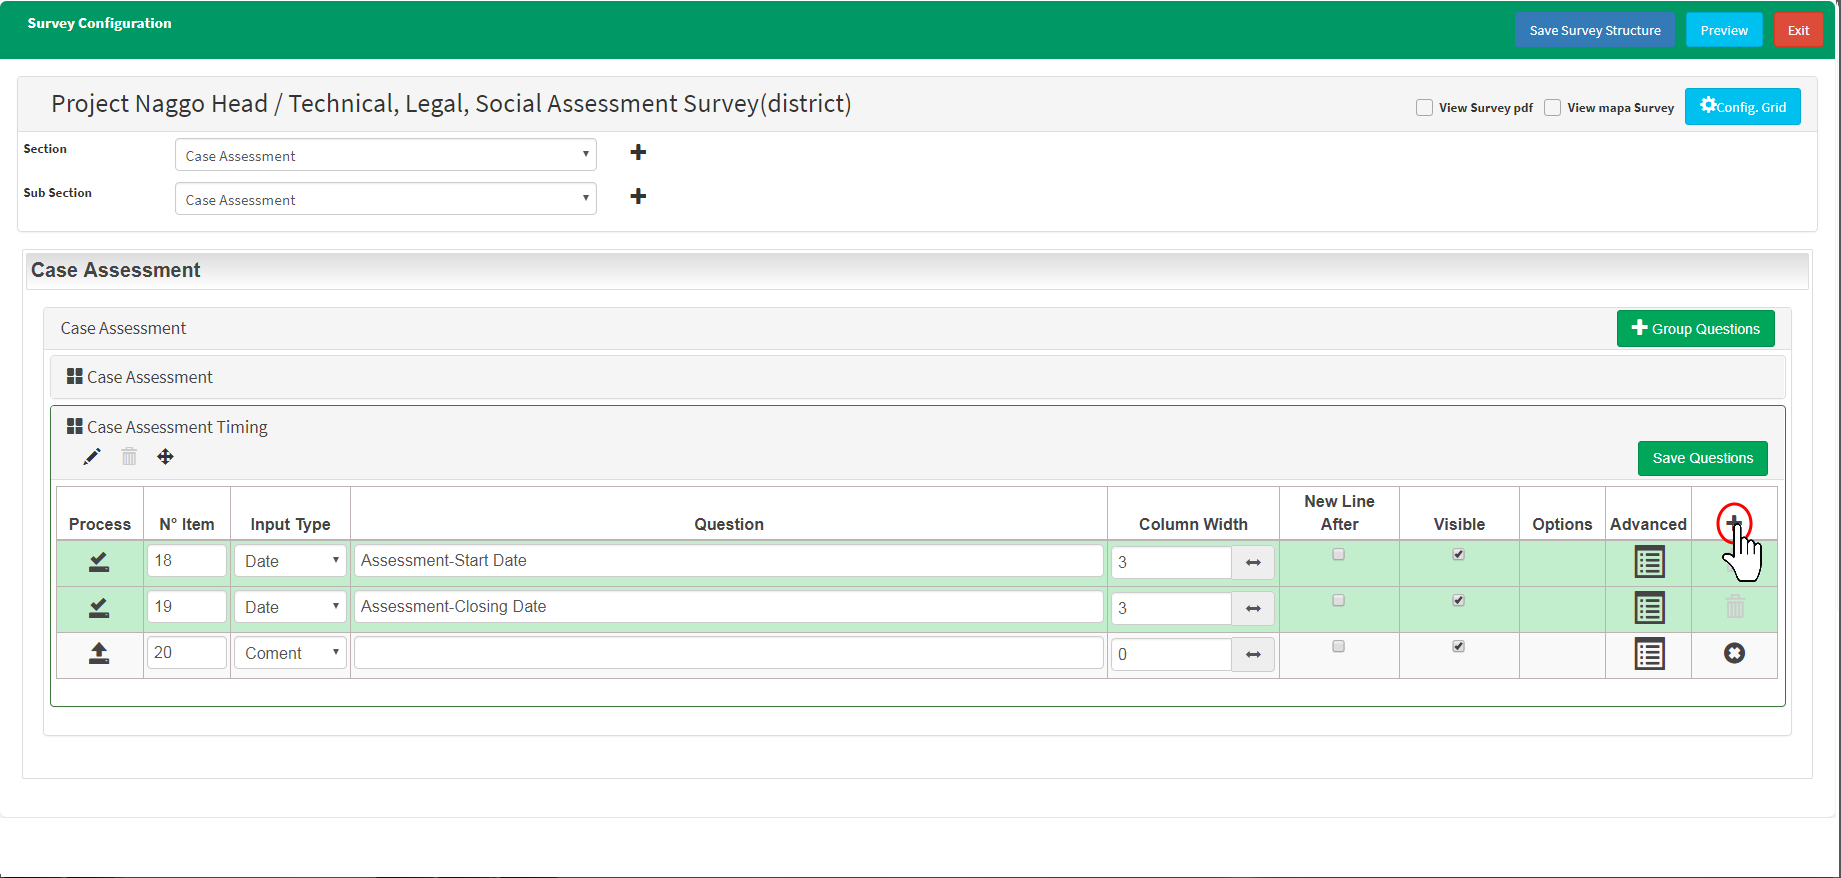 Survey Configuration
Save Survey Structure
Preview
Exit
Project Naggo Head / Technical, Legal, Social Assessment Survey(district)
View Survey pdf
View mapa Survey
Config. Grid
Section
Case Assessment
Sub Section
Case Assessment
Case Assessment
Case Assessment
Group Questions
Case Assessment
Case Assessment Timing
Save Questions
Process
N° Item
Input Type
Question
Column Width
New Line
After
Visible
Options
Advanced
18
Date
Assessment-Start Date
3
19
Date
Assessment-Closing Date
3
20
Coment
0